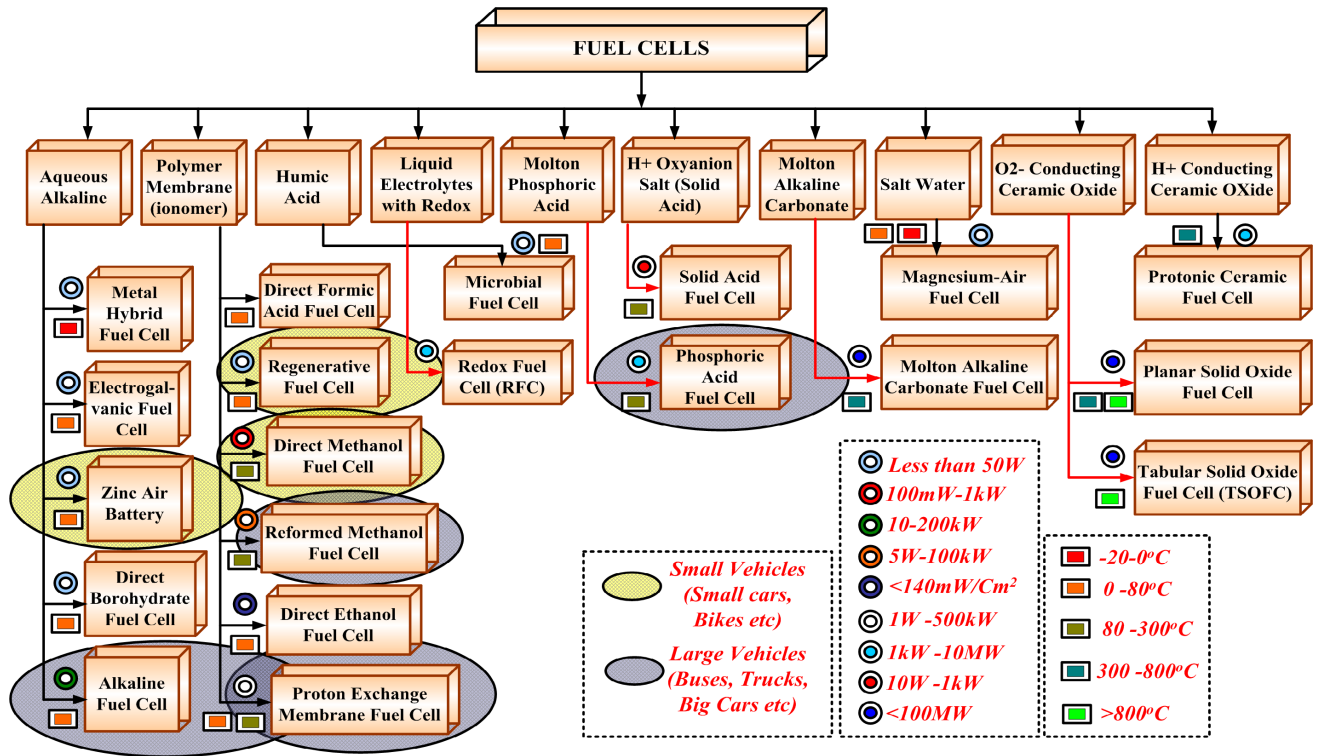 FUEL CELLS
Aqueous
Alkaline
Polymer
Membrane
(ionomer)
Humic
Acid
Liquid
Electrolytes
with Redox
Molton
Phosphoric
Acid
H+ Oxyanion
Salt (Solid
Acid)
Molton
Alkaline
Carbonate
Salt Water
O2- Conducting
Ceramic Oxide
H+ Conducting
Ceramic OXide
Metal
Hybrid
Fuel Cell
Electrogal-
vanic Fuel
Cell
Zinc Air
Battery
Direct
Borohydrate
Fuel Cell
Alkaline
Fuel Cell
Direct Formic
Acid Fuel Cell
Regenerative
Fuel Cell
Direct Methanol
Fuel Cell
Reformed Methanol
Fuel Cell
Direct Ethanol
Fuel Cell
Proton Exchange
Membrane Fuel Cell
Microbial
Fuel Cell
Redox Fuel
Cell (RFC)
Solid Acid
Fuel Cell
Phosphoric
Acid
Fuel Cell
Magnesium-Air
Fuel Cell
Molton Alkaline
Carbonate Fuel Cell
Protonic Ceramic
Fuel Cell
Planar Solid Oxide
Fuel Cell
Tabular Solid Oxide
Fuel Cell (TSOFC)
Small Vehicles
(Small cars,
Bikes etc)
Large Vehicles
(Buses, Trucks,
Big Cars etc)
Less than 50W
100mW-1kW
10-200kW
5W-100kW
<140mW/Cm²
1W -500kW
1kW -10MW
10W -1kW
<100MW
-20-0°C
0 -80°C
80 -300°C
300 -800°C
>800°C